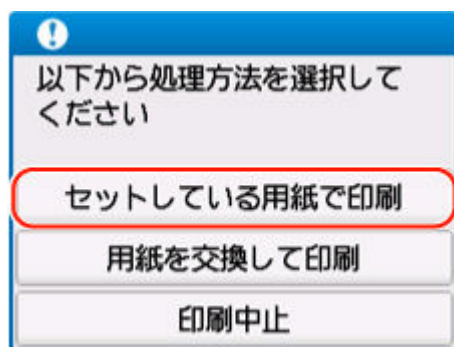 以下から処理方法を選択して
ください
セットしている用紙で印刷
用紙を交換して印刷
印刷中止